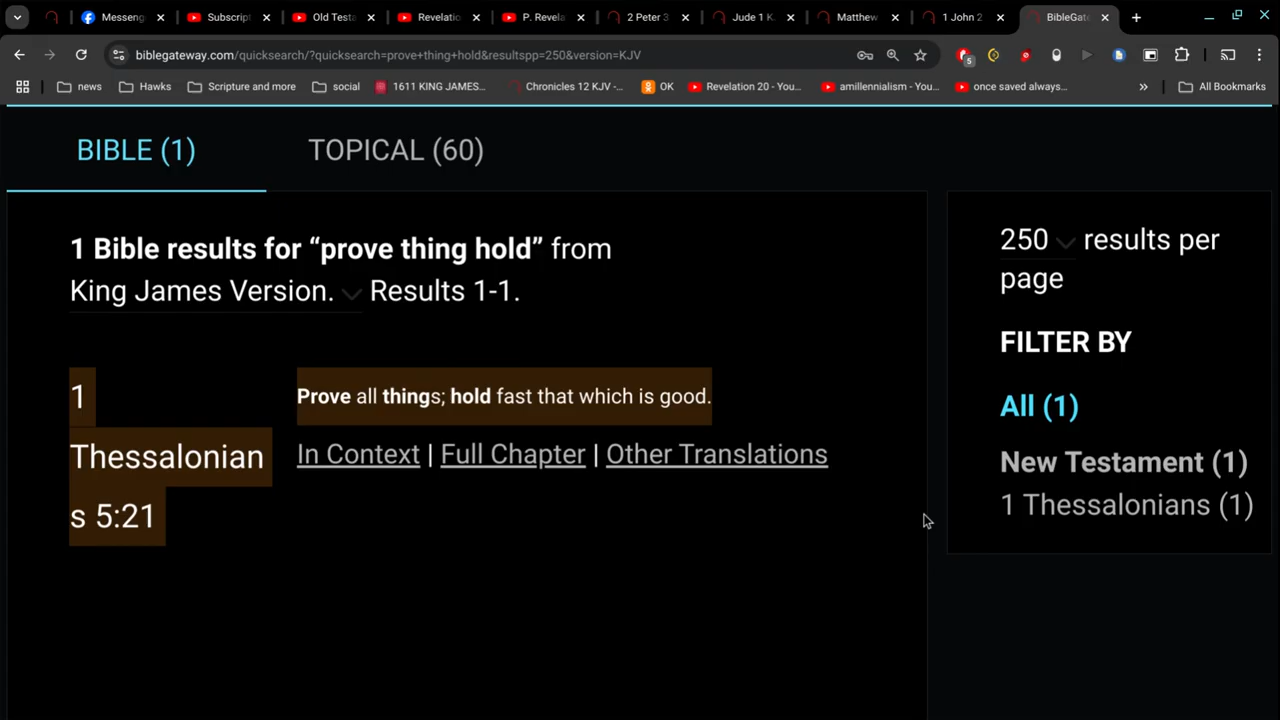 Messeng
Subscript
Old Testa
Revelatio
P. Revela
2 Peter 3
Jude 1 K
Matthew
1 John 2
BibleGate
biblegateway.com/quicksearch/?quicksearch=prove+thing+hold&resultspp=250&version=KJV
5
news
Hawks
Scripture and more
social
1611 KING JAMES...
Chronicles 12 KJV -...
OK
Revelation 20 - You...
amillennialism - You...
once saved always...
»
All Bookmarks
BIBLE (1)
TOPICAL (60)
1 Bible results for “prove thing hold” from
King James Version. Results 1-1.
1
Thessalonian
s 5:21
Prove all things; hold fast that which is good.
In Context | Full Chapter | Other Translations
250 results per
page
FILTER BY
All (1)
New Testament (1)
1 Thessalonians (1)